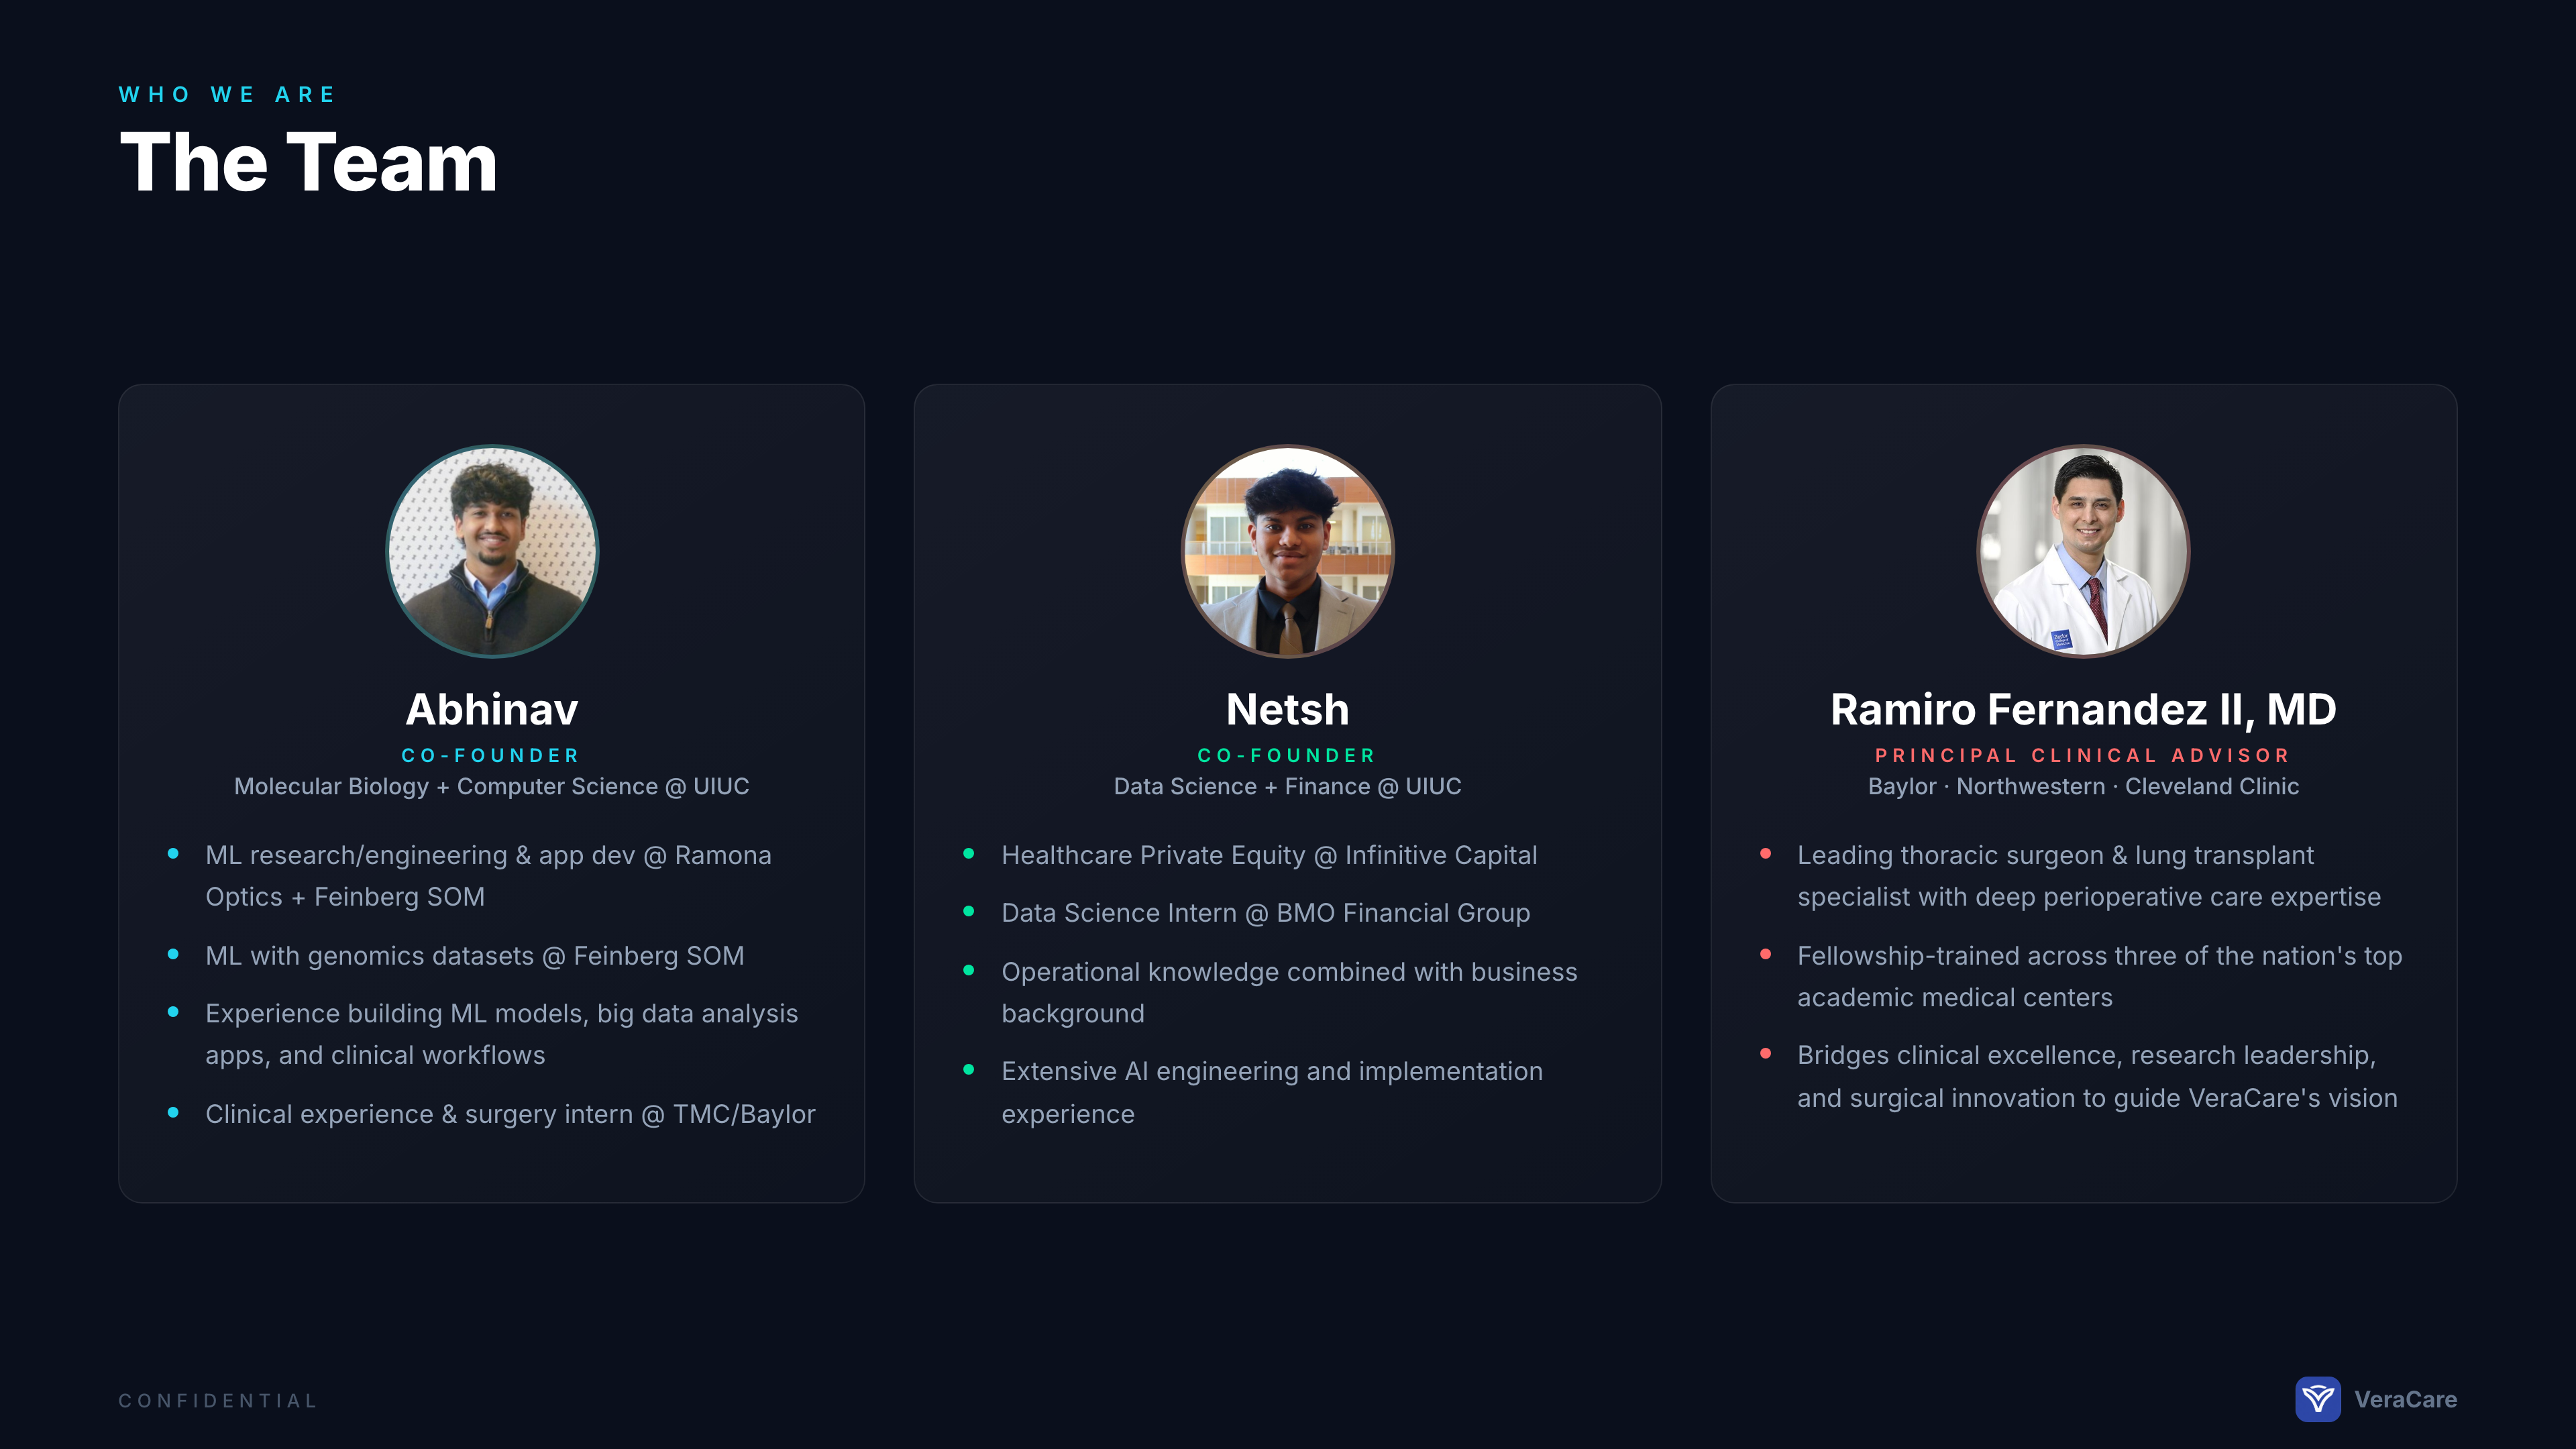 WHO WE ARE
The Team
Abhinav
CO-FOUNDER
Molecular Biology + Computer Science @ UIUC
ML research/engineering & app dev @ Ramona
Optics + Feinberg SOM
ML with genomics datasets @ Feinberg SOM
Experience building ML models, big data analysis
apps, and clinical workflows
Clinical experience & surgery intern @ TMC/Baylor
Netsh
CO-FOUNDER
Data Science + Finance @ UIUC
Healthcare Private Equity @ Infinitive Capital
Data Science Intern @ BMO Financial Group
Operational knowledge combined with business
background
Extensive AI engineering and implementation
experience
Ramiro Fernandez II, MD
PRINCIPAL CLINICAL ADVISOR
Baylor · Northwestern · Cleveland Clinic
Leading thoracic surgeon & lung transplant
specialist with deep perioperative care expertise
Fellowship-trained across three of the nation's top
academic medical centers
Bridges clinical excellence, research leadership,
and surgical innovation to guide VeraCare's vision
CONFIDENTIAL
VeraCare